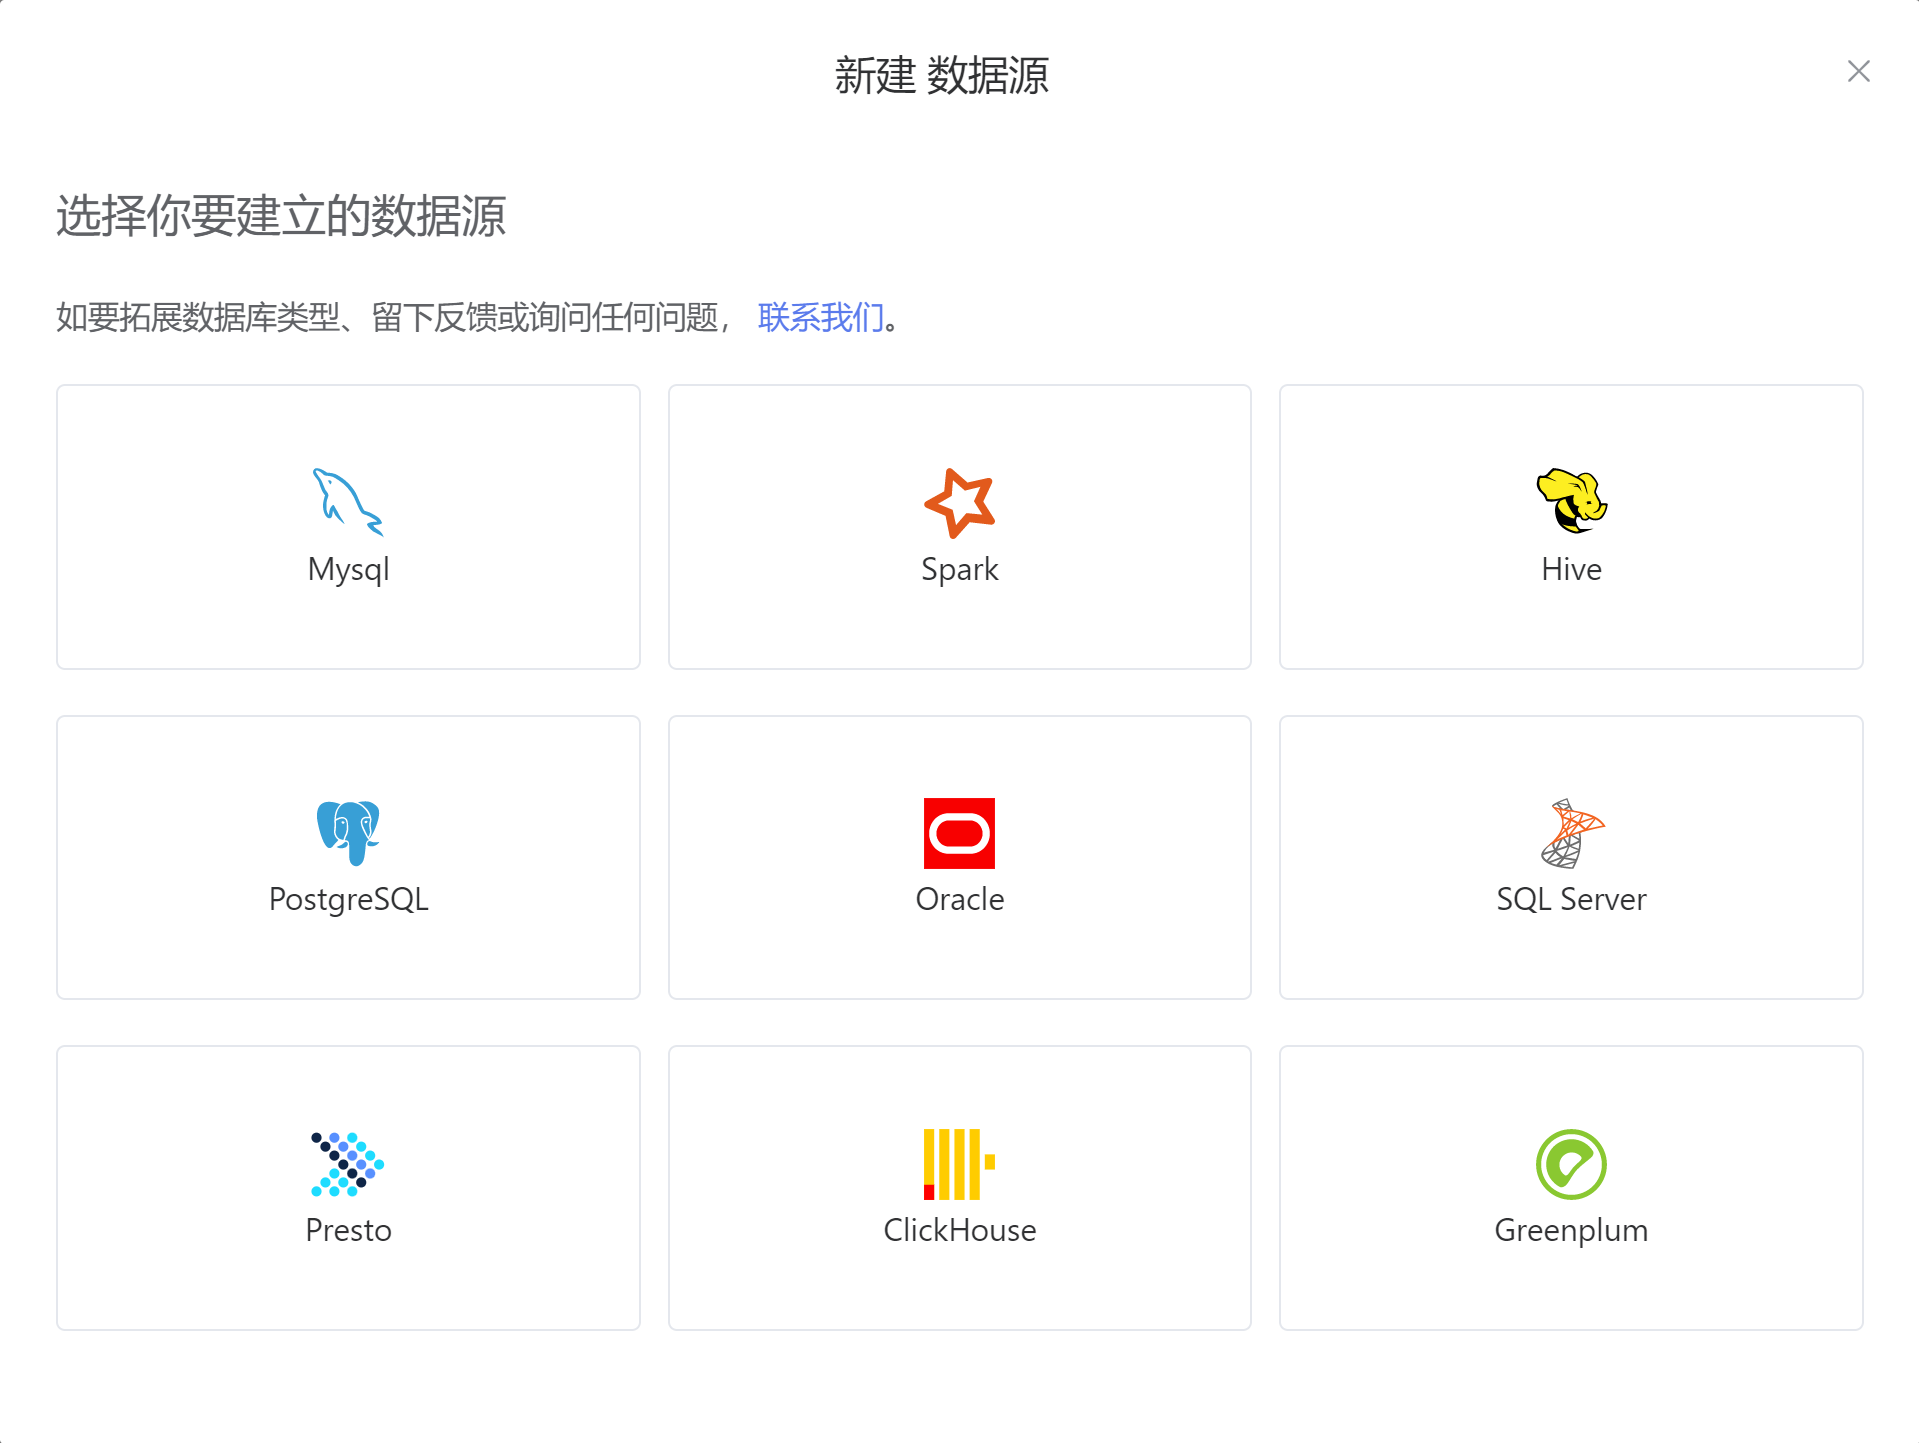 新建 数据源
选择你要建立的数据源
如要拓展数据库类型、留下反馈或询问任何问题， 联系我们。
Mysql
Spark
Hive
PostgreSQL
Oracle
SQL Server
Presto
ClickHouse
Greenplum